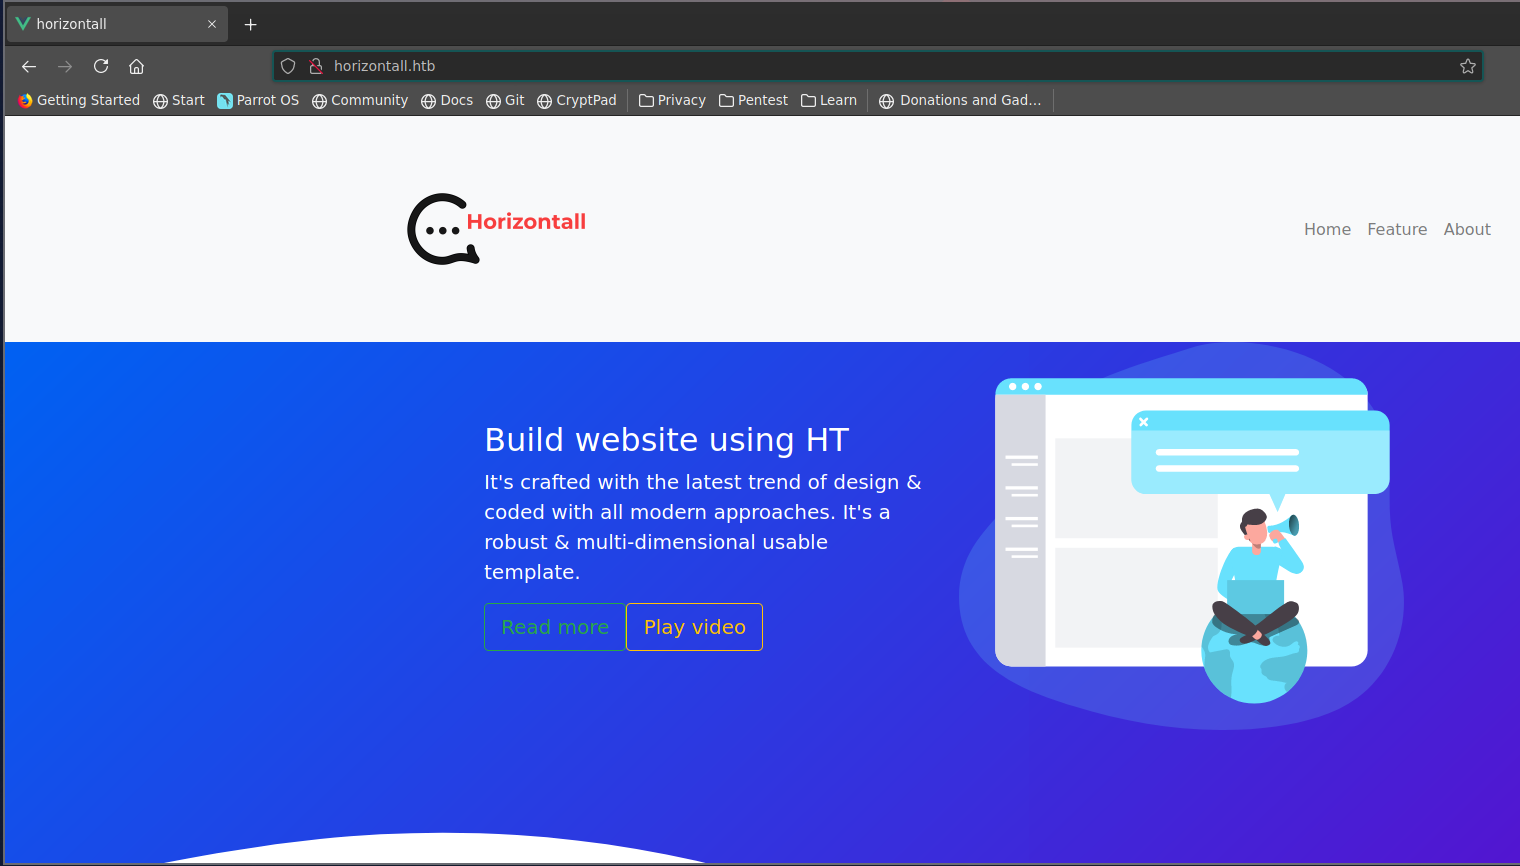 horizontall
horizontall.htb
Getting Started Start Parrot OS Community Docs Git CryptPad Privacy Pentest Learn Donations and Gad...
Horizontall
Home Feature About
Build website using HT
It's crafted with the latest trend of design &
coded with all modern approaches. It's a
robust & multi-dimensional usable
template.
Read more Play video